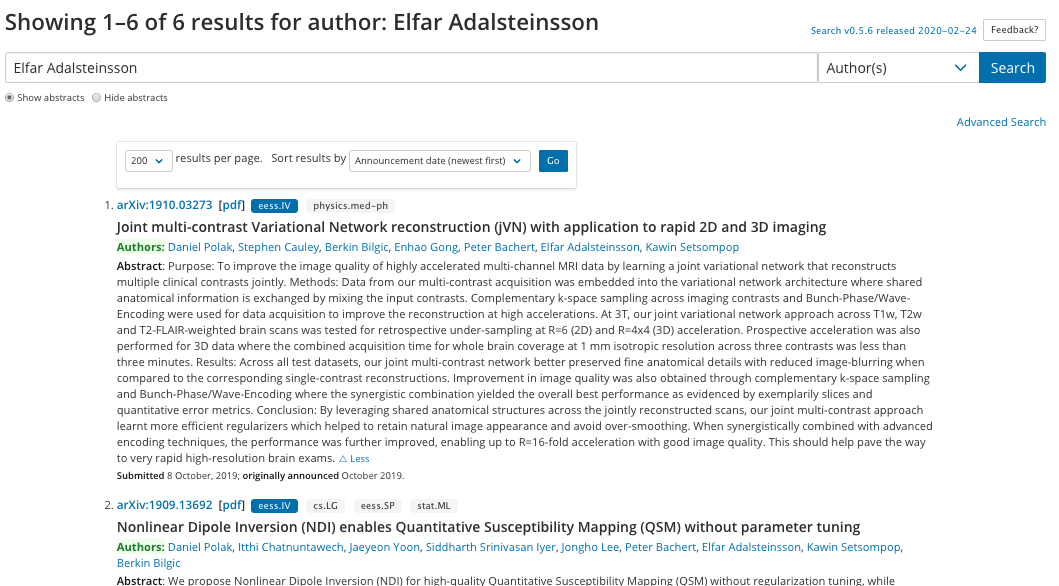 Showing 1–6 of 6 results for author: Elfar Adalsteinsson
Search v0.5.6 released 2020-02-24
Feedback?
Elfar Adalsteinsson
Author(s)
Search
Show abstracts
Hide abstracts
Advanced Search
200 results per page. Sort results by Announcement date (newest first) Go
1. arXiv:1910.03273 [pdf] eess.IV physics.med-ph
Joint multi-contrast Variational Network reconstruction (jVN) with application to rapid 2D and 3D imaging
Authors: Daniel Polak, Stephen Cauley, Berkin Bilgic, Enhao Gong, Peter Bachert, Elfar Adalsteinsson, Kawin Setsompop
Abstract: Purpose: To improve the image quality of highly accelerated multi-channel MRI data by learning a joint variational network that reconstructs
multiple clinical contrasts jointly. Methods: Data from our multi-contrast acquisition was embedded into the variational network architecture where shared
anatomical information is exchanged by mixing the input contrasts. Complementary k-space sampling across imaging contrasts and Bunch-Phase/Wave-
Encoding were used for data acquisition to improve the reconstruction at high accelerations. At 3T, our joint variational network approach across T1w, T2w
and T2-FLAIR-weighted brain scans was tested for retrospective under-sampling at R=6 (2D) and R=4x4 (3D) acceleration. Prospective acceleration was also
performed for 3D data where the combined acquisition time for whole brain coverage at 1 mm isotropic resolution across three contrasts was less than
three minutes. Results: Across all test datasets, our joint multi-contrast network better preserved fine anatomical details with reduced image-blurring when
compared to the corresponding single-contrast reconstructions. Improvement in image quality was also obtained through complementary k-space sampling
and Bunch-Phase/Wave-Encoding where the synergistic combination yielded the overall best performance as evidenced by exemplarily slices and
quantitative error metrics. Conclusion: By leveraging shared anatomical structures across the jointly reconstructed scans, our joint multi-contrast approach
learnt more efficient regularizers which helped to retain natural image appearance and avoid over-smoothing. When synergistically combined with advanced
encoding techniques, the performance was further improved, enabling up to R=16-fold acceleration with good image quality. This should help pave the way
to very rapid high-resolution brain exams. △ Less
Submitted 8 October, 2019; originally announced October 2019.
2. arXiv:1909.13692 [pdf] eess.IV cs.LG eess.SP stat.ML
Nonlinear Dipole Inversion (NDI) enables Quantitative Susceptibility Mapping (QSM) without parameter tuning
Authors: Daniel Polak, Itthi Chatnuntawech, Jaeyeon Yoon, Siddharth Srinivasan Iyer, Jongho Lee, Peter Bachert, Elfar Adalsteinsson, Kawin Setsompop,
Berkin Bilgic
Abstract: We propose Nonlinear Dipole Inversion (NDI) for high-quality Quantitative Susceptibility Mapping (QSM) without regularization tuning, while